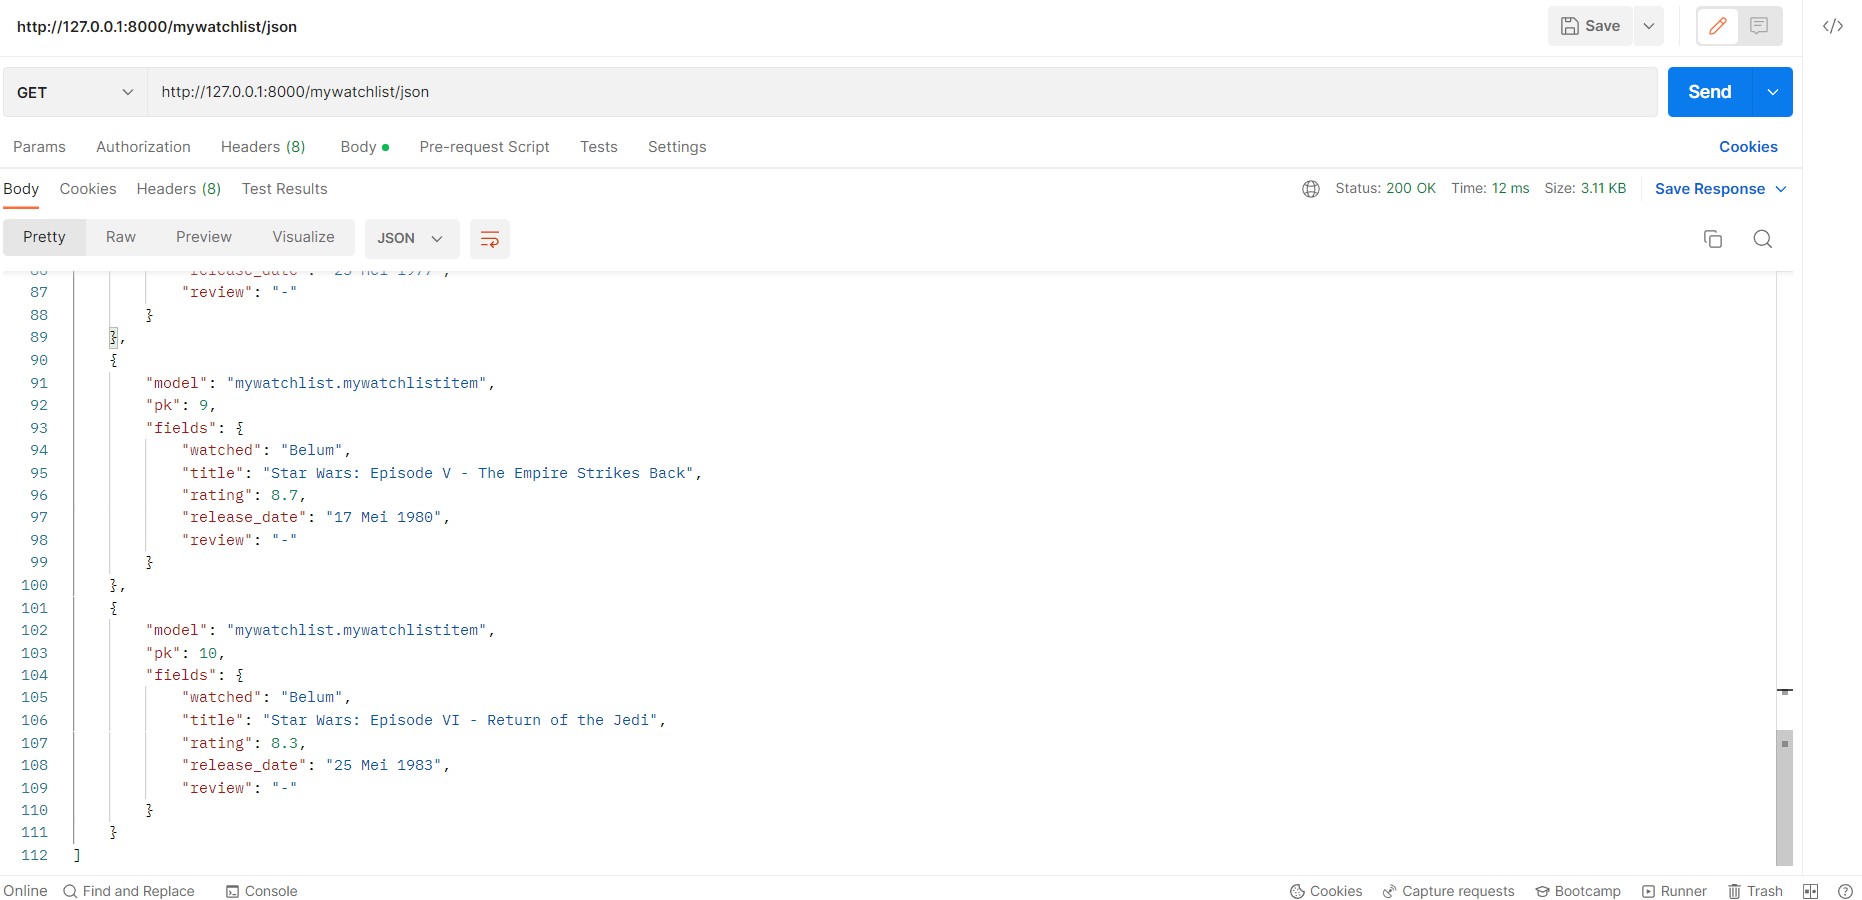 http://127.0.0.1:8000/mywatchlist/json
Save
GET
http://127.0.0.1:8000/mywatchlist/json
Send
Params Authorization Headers (8) Body Pre-request Script Tests Settings Cookies
Body Cookies Headers (8) Test Results Status: 200 OK Time: 12 ms Size: 3.11 KB Save Response
Pretty Raw Preview Visualize JSON
86 "release_date": "25 Mei 1977",
87 "review": "-"
88 }
89 },
90 {
91 "model": "mywatchlist.mywatchlistitem",
92 "pk": 9,
93 "fields": {
94 "watched": "Belum",
95 "title": "Star Wars: Episode V - The Empire Strikes Back",
96 "rating": 8.7,
97 "release_date": "17 Mei 1980",
98 "review": "-"
99 }
100 },
101 {
102 "model": "mywatchlist.mywatchlistitem",
103 "pk": 10,
104 "fields": {
105 "watched": "Belum",
106 "title": "Star Wars: Episode VI - Return of the Jedi",
107 "rating": 8.3,
108 "release_date": "25 Mei 1983",
109 "review": "-"
110 }
111 }
112 ]
Online Find and Replace Console Cookies Capture requests Bootcamp Runner Trash